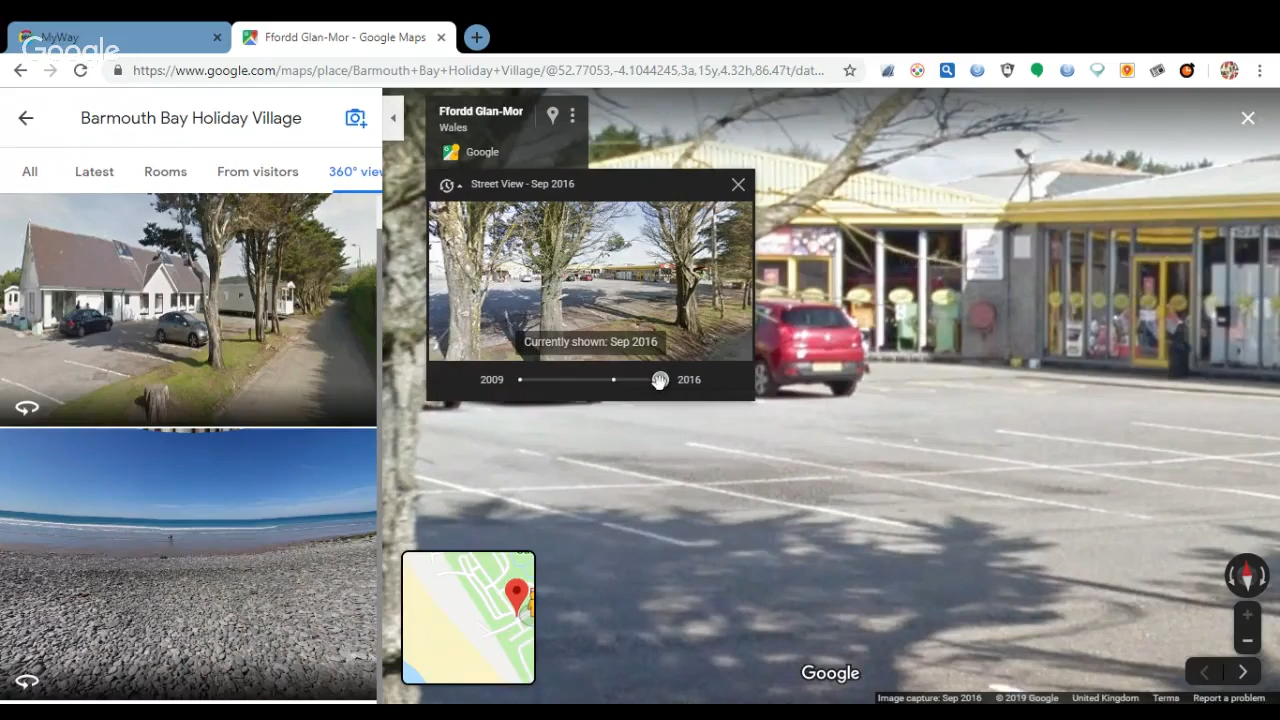 MyWay
Google
Ffordd Glan-Mor - Google Maps
https://www.google.com/maps/place/Barmouth+Bay+Holiday+Village/@52.77053,-4.1044245,3a,15y,4.32h,86.47t/dat...
Barmouth Bay Holiday Village
All
Latest
Rooms
From visitors
360° view
Ffordd Glan-Mor
Wales
Google
Street View - Sep 2016
Currently shown: Sep 2016
2009
2016
Google
Image capture: Sep 2016
© 2019 Google
United Kingdom
Terms
Report a problem